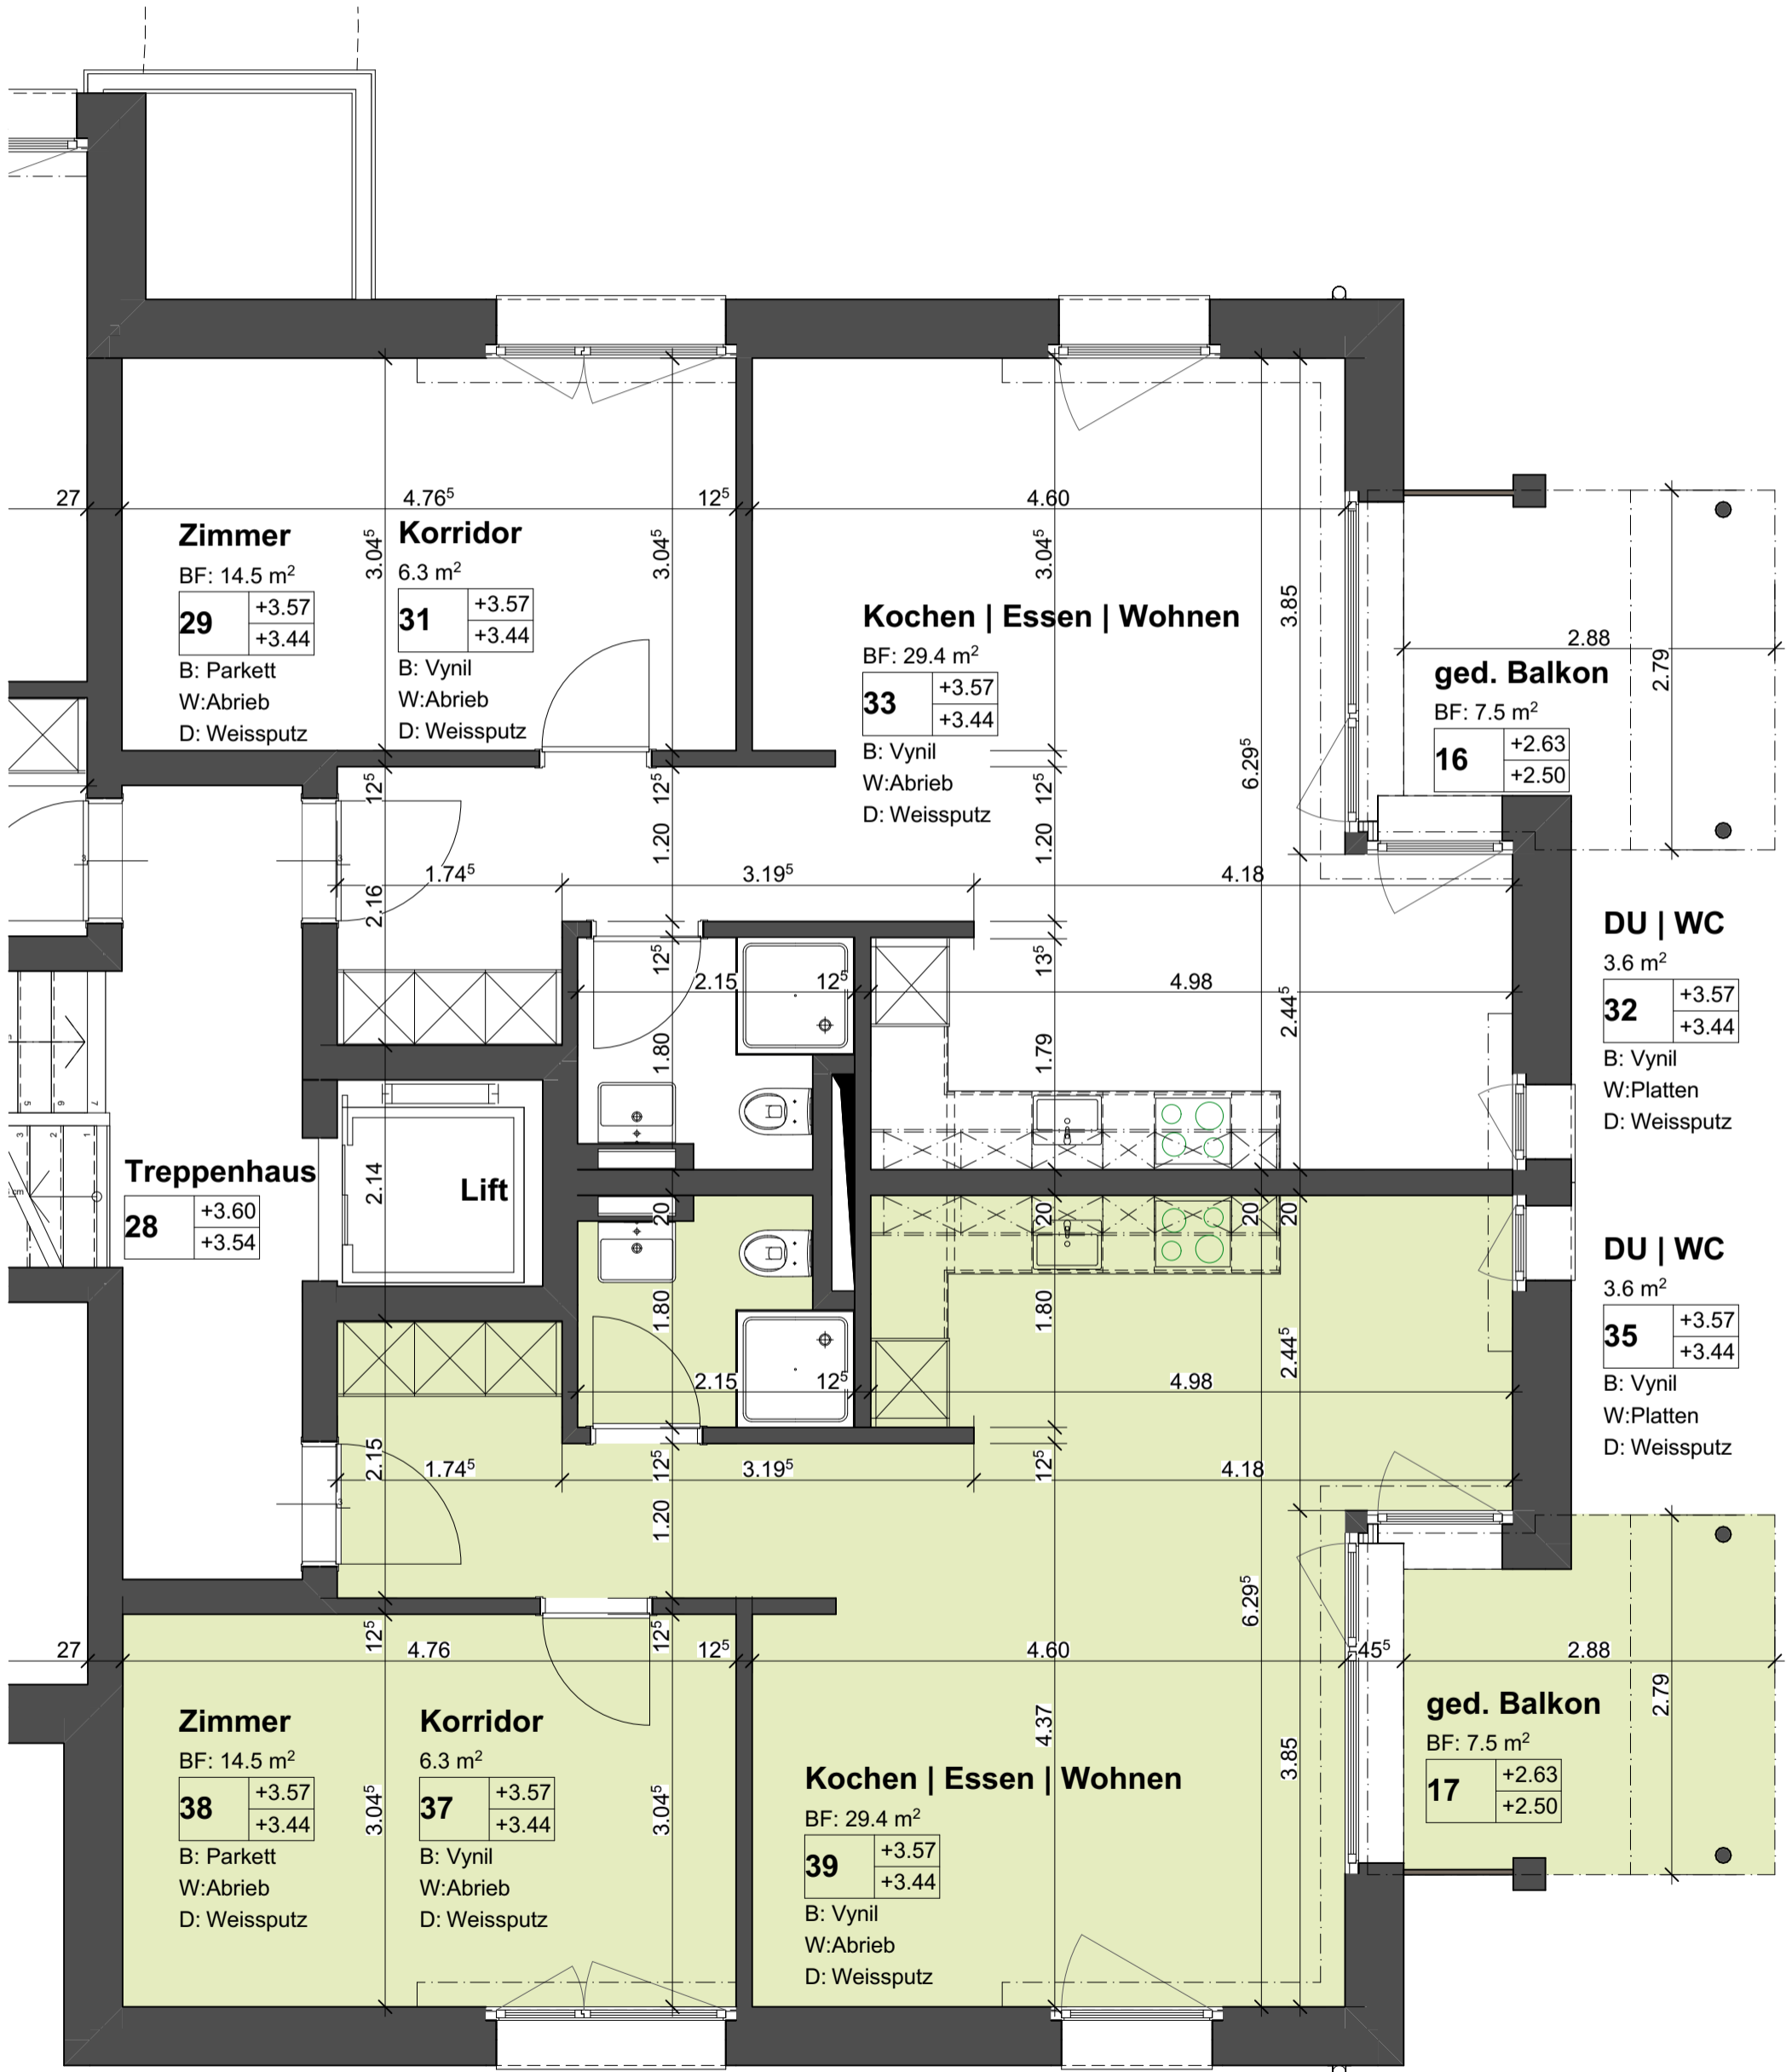 27
4.76⁵
12⁵
4.60
Zimmer
BF: 14.5 m²
29
+3.57
+3.44
B: Parkett
W:Abrieb
D: Weissputz
Korridor
6.3 m²
31
+3.57
+3.44
B: Vynil
W:Abrieb
D: Weissputz
3.04⁵
3.04⁵
3.04⁵
Kochen | Essen | Wohnen
BF: 29.4 m²
33
+3.57
+3.44
B: Vynil
W:Abrieb
D: Weissputz
3.85
6.29⁵
2.88
2.79
ged. Balkon
BF: 7.5 m²
16
+2.63
+2.50
12⁵
12⁵
12⁵
1.20
1.20
3
3
2.16
1.74⁵
3.19⁵
4.18
DU | WC
3.6 m²
32
+3.57
+3.44
B: Vynil
W:Platten
D: Weissputz
12⁵
13⁵
2.15
12⁵
4.98
2.44⁵
1.80
1.79
5
6
7
3
2
1
cm
Treppenhaus
28
+3.60
+3.54
2.14
Lift
20
20
20
20
DU | WC
3.6 m²
35
+3.57
+3.44
B: Vynil
W:Platten
D: Weissputz
1.80
1.80
2.44⁵
2.15
12⁵
4.98
2.15
1.74⁵
12⁵
3.19⁵
12⁵
4.18
3
1.20
6.29⁵
12⁵
12⁵
27
4.76
12⁵
4.60
45⁵
2.88
2.79
4.37
3.85
Zimmer
BF: 14.5 m²
38
+3.57
+3.44
B: Parkett
W:Abrieb
D: Weissputz
3.04⁵
Korridor
6.3 m²
37
+3.57
+3.44
B: Vynil
W:Abrieb
D: Weissputz
3.04⁵
Kochen | Essen | Wohnen
BF: 29.4 m²
39
+3.57
+3.44
B: Vynil
W:Abrieb
D: Weissputz
ged. Balkon
BF: 7.5 m²
17
+2.63
+2.50